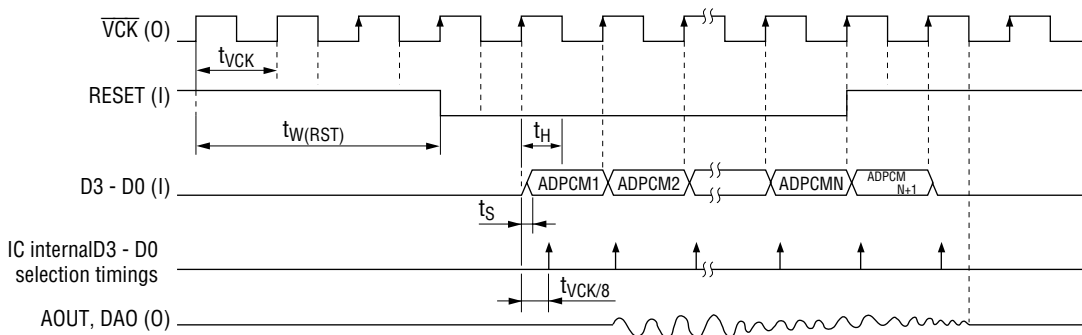 VCK (O)
tVCK
RESET (I)
tW(RST)
tH
D3 - D0 (I)
ADPCM1
ADPCM2
ADPCMN
ADPCM
N+1
tS
IC internalD3 - D0
selection timings
tVCK/8
AOUT, DAO (O)